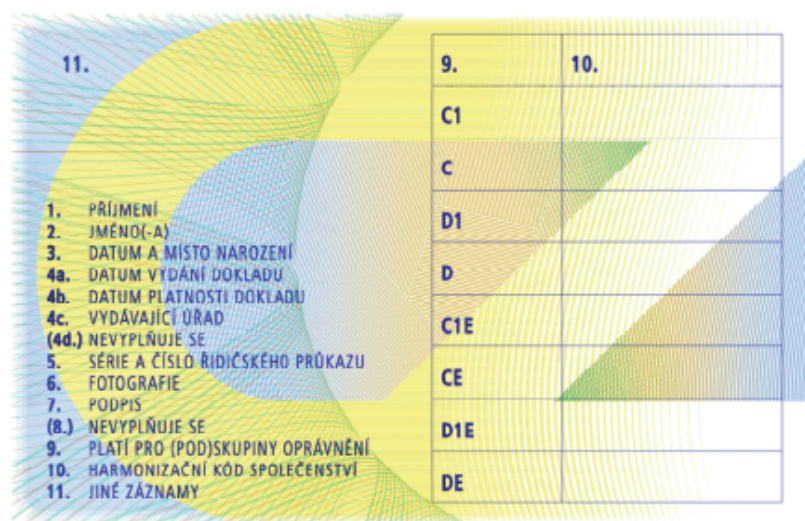 11.
1. PŘÍJMENÍ
2. JMÉNO(-A)
3. DATUM A MÍSTO NAROZENÍ
4a. DATUM VYDÁNÍ DOKLADU
4b. DATUM PLATNOSTI DOKLADU
4c. VYDÁVAJÍCÍ ÚŘAD
(4d.) NEVYPLŇUJE SE
5. SÉRIE A ČÍSLO ŘIDIČSKÉHO PRŮKAZU
6. FOTOGRAFIE
7. PODPIS
(8.) NEVYPLŇUJE SE
9. PLATÍ PRO (POD)SKUPINY OPRÁVNĚNÍ
10. HARMONIZAČNÍ KÓD SPOLEČENSTVÍ
11. JINÉ ZÁZNAMY
9. 10.
C1
C
D1
D
C1E
CE
D1E
DE